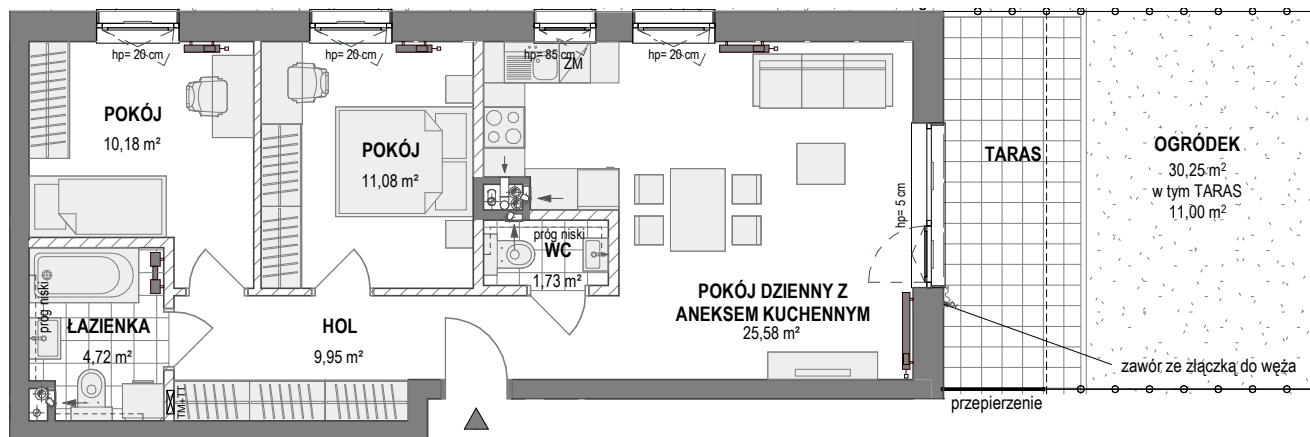 hp= 20 cm
hp= 20 cm
hp= 85 cm
hp= 20 cm
ZM
POKÓJ
10,18 m²
POKÓJ
11,08 m²
TARAS
OGRÓDEK
30,25 m²
w tym TARAS
11,00 m²
hp= 5 cm
próg niski
WC
1,73 m²
POKÓJ DZIENNY Z
ANEKSEM KUCHENNYM
25,58 m²
próg niski
ŁAZIENKA
4,72 m²
HOL
9,95 m²
TM+TT
zawór ze złączką do węża
przepierzenie